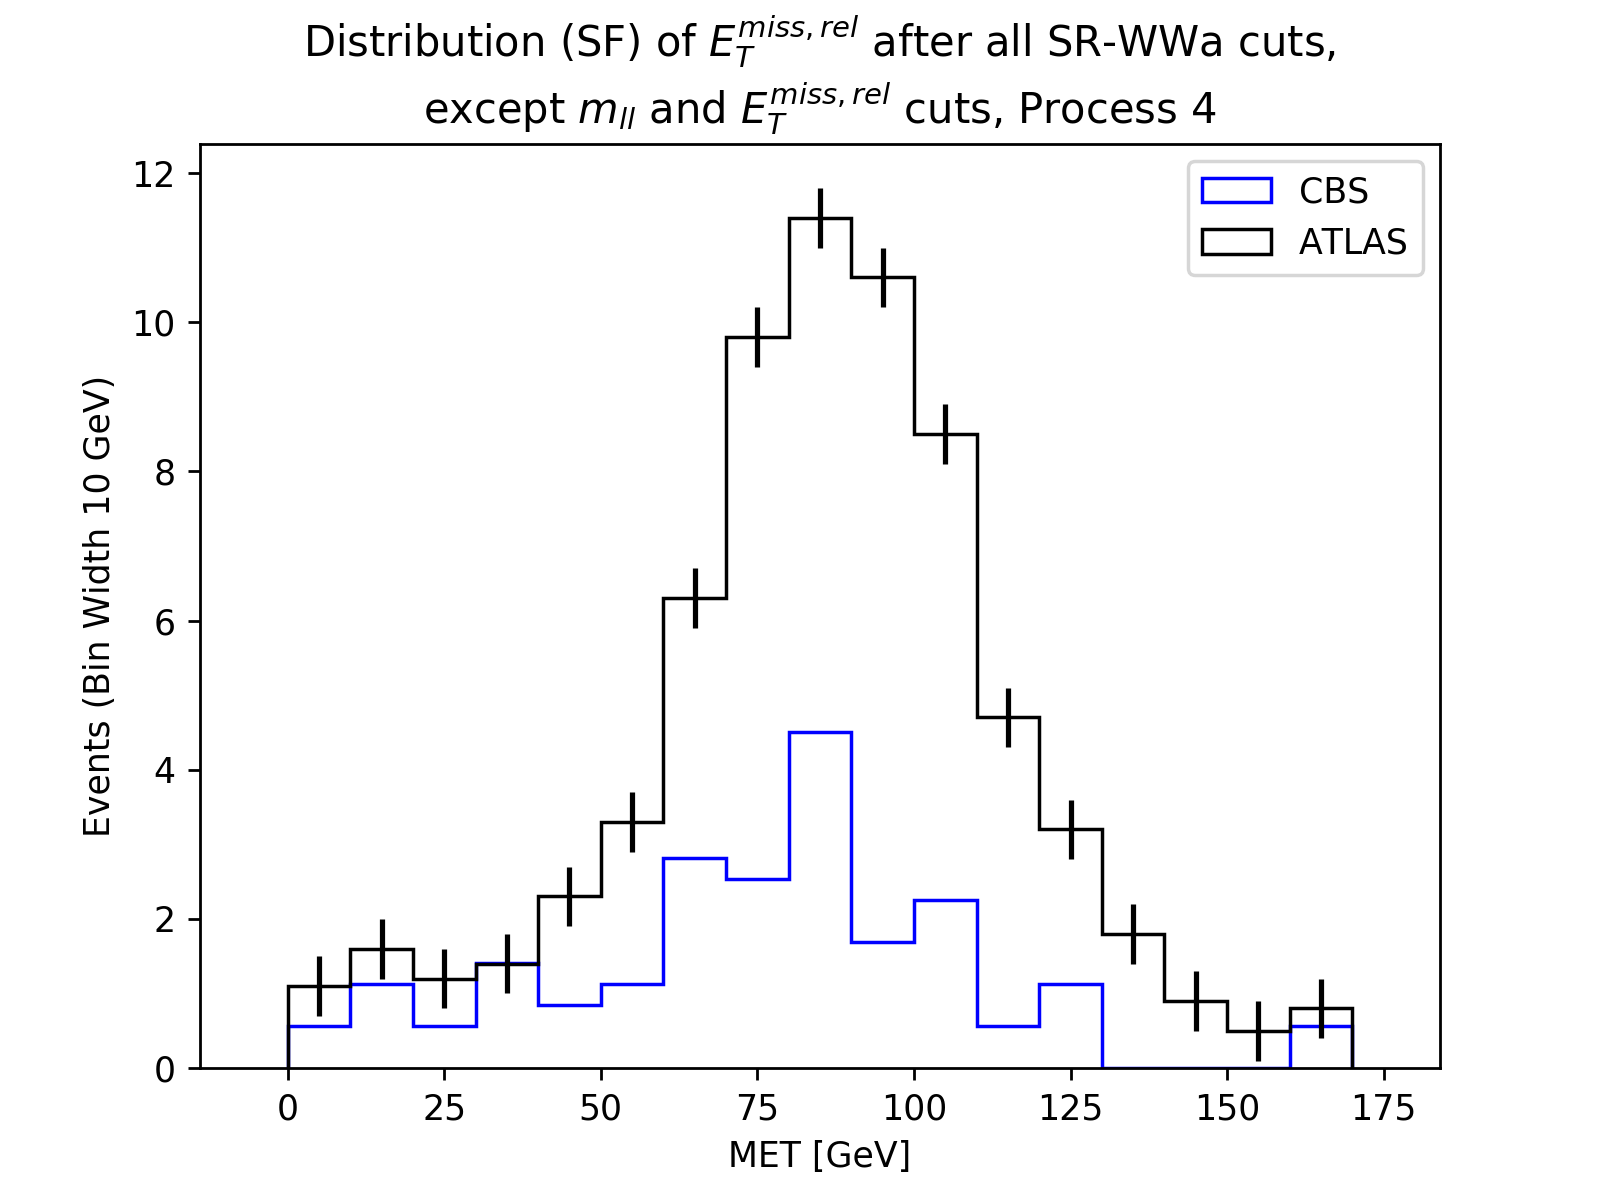 Distribution (SF) of $E_T^{miss,rel}$ after all SR-WWa cuts,
except $m_{ll}$ and $E_T^{miss,rel}$ cuts, Process 4
CBS
ATLAS
Events (Bin Width 10 GeV)
12
10
8
6
4
2
0
0 25 50 75 100 125 150 175
MET [GeV]